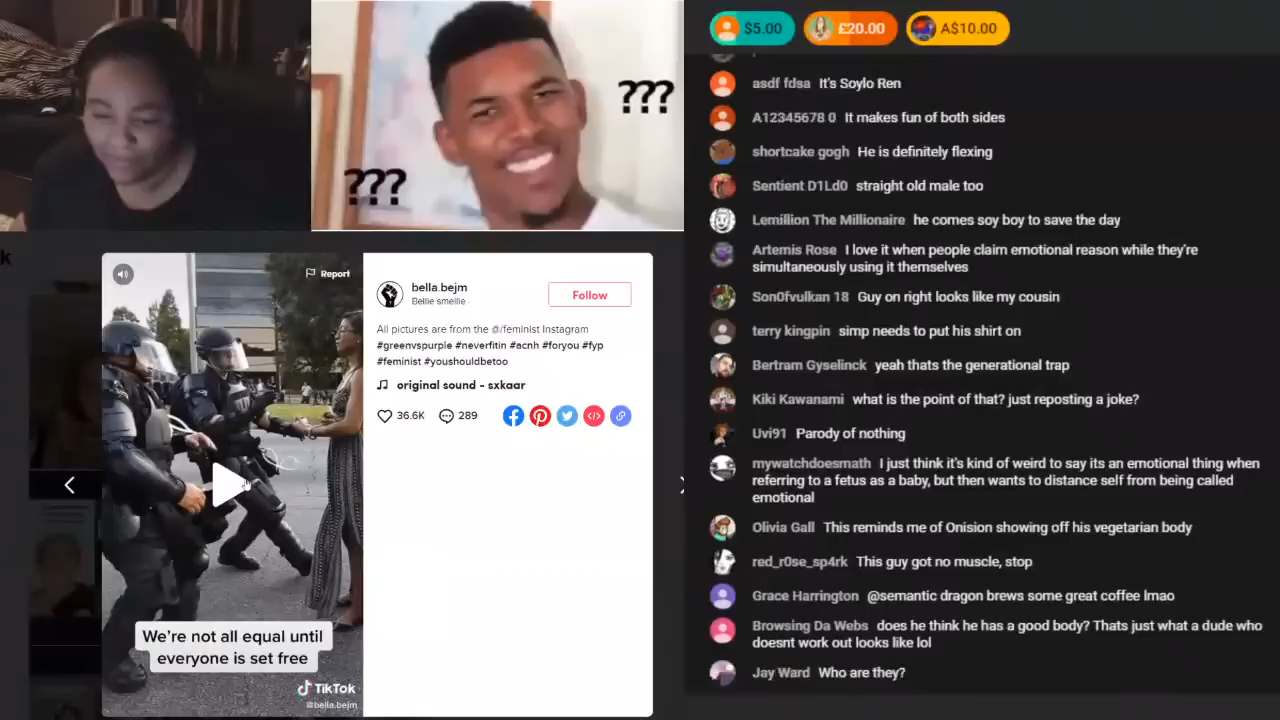 ???
???
$5.00
£20.00
A$10.00
k
Report
bella.bejm
Bellie smellie
Follow
All pictures are from the @/feminist Instagram
#greenvspurple #neverfitin #acnh #foryou #fyp
#feminist #youshouldbetoo
original sound - sxkaar
36.6K
289
We're not all equal until
everyone is set free
TikTok
@bella.bejm
asdf fdsa It's Soylo Ren
A12345678 0 It makes fun of both sides
shortcake gogh He is definitely flexing
Sentient D1Ld0 straight old male too
Lemillion The Millionaire he comes soy boy to save the day
Artemis Rose I love it when people claim emotional reason while they're
simultaneously using it themselves
Son0fvulkan 18 Guy on right looks like my cousin
terry kingpin simp needs to put his shirt on
Bertram Gyselinck yeah thats the generational trap
Kiki Kawanami what is the point of that? just reposting a joke?
Uvi91 Parody of nothing
mywatchdoesmath I just think it's kind of weird to say its an emotional thing when
referring to a fetus as a baby, but then wants to distance self from being called
emotional
Olivia Gall This reminds me of Onision showing off his vegetarian body
red_r0se_sp4rk This guy got no muscle, stop
Grace Harrington @semantic dragon brews some great coffee lmao
Browsing Da Webs does he think he has a good body? Thats just what a dude who
doesnt work out looks like lol
Jay Ward Who are they?